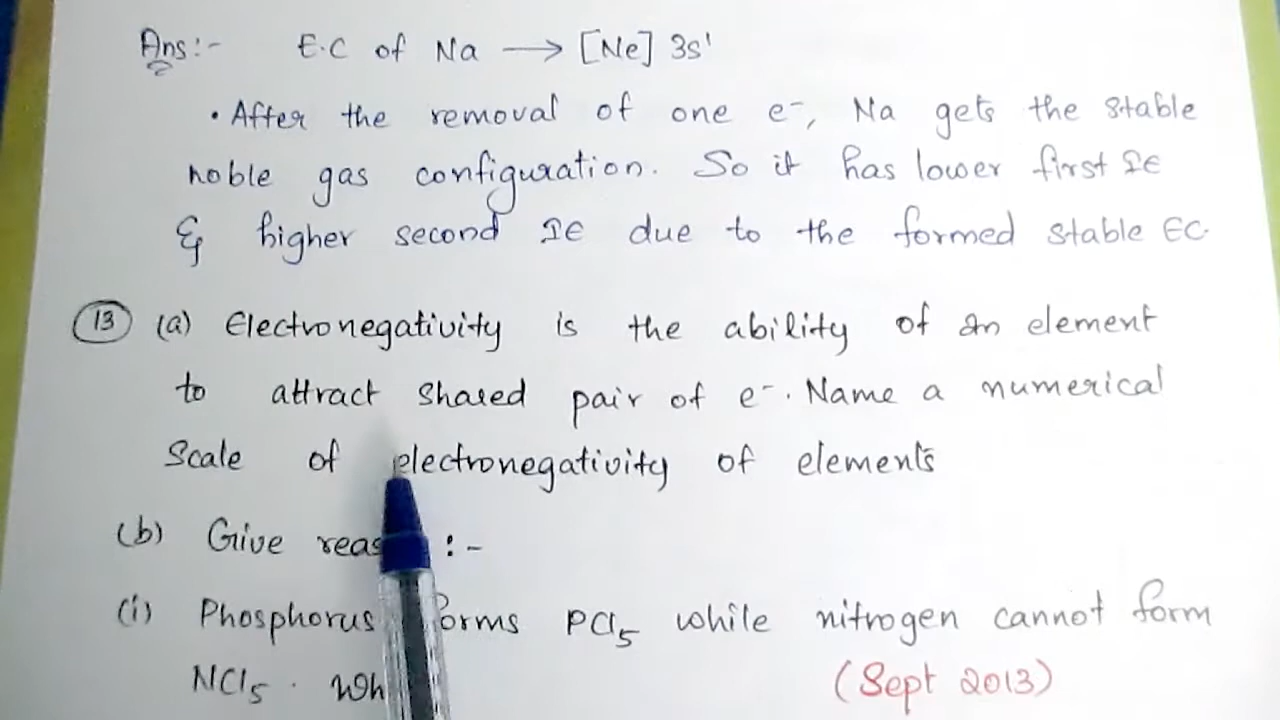 Ans:- E.C of Na → [Ne] 3s¹
• After the removal of one e⁻, Na gets the stable
noble gas configuration. So it has lower first IE
& higher second IE due to the formed stable EC.
13 (a) Electronegativity is the ability of an element
to attract shared pair of e⁻. Name a numerical
Scale of electronegativity of elements
(b) Give :-
(i) Phosphorus forms PCl₅ while nitrogen cannot form
NCl₅.
(Sept 2013)